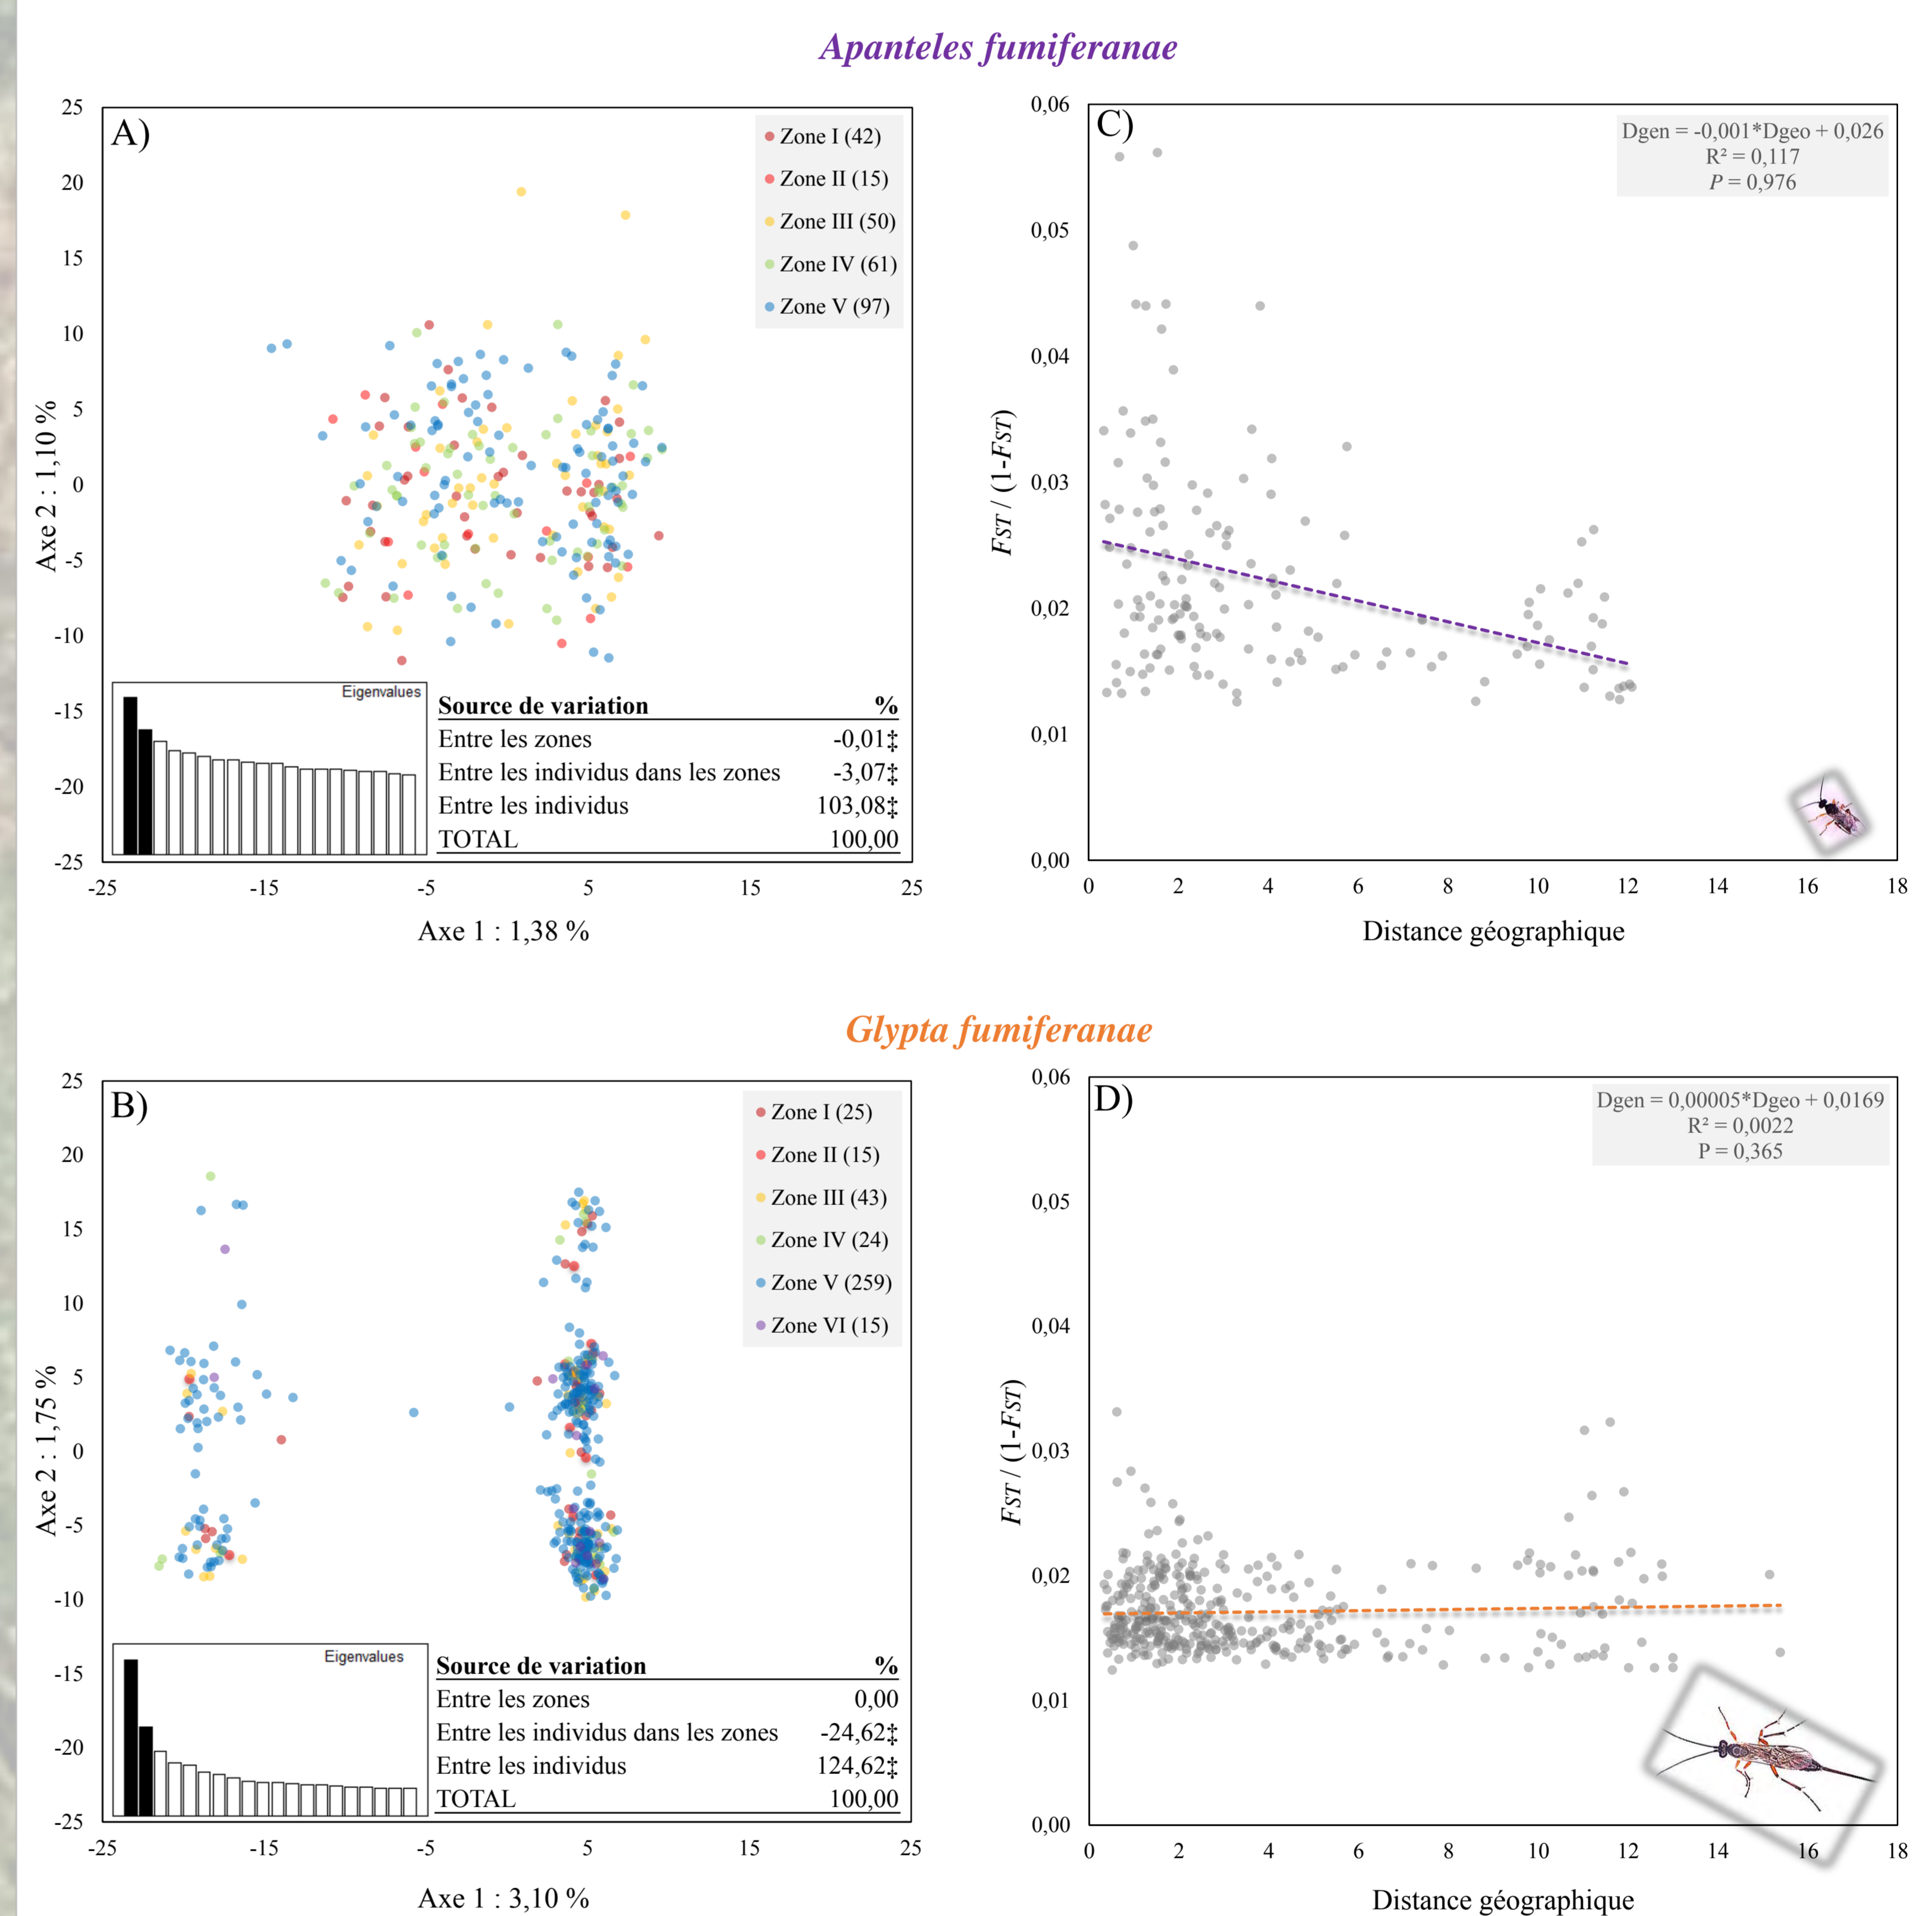 Apanteles fumiferanae
A)
25
20
15
10
5
0
-5
-10
-15
-20
-25
Axe 2 : 1,10 %
Zone I (42)
Zone II (15)
Zone III (50)
Zone IV (61)
Zone V (97)
Eigenvalues
Source de variation %
Entre les zones -0,01‡
Entre les individus dans les zones -3,07‡
Entre les individus 103,08‡
TOTAL 100,00
-25 -15 -5 5 15 25
Axe 1 : 1,38 %
C)
0,06
0,05
0,04
0,03
0,02
0,01
0,00
FST / (1-FST)
Dgen = -0,001*Dgeo + 0,026
R² = 0,117
P = 0,976
0 2 4 6 8 10 12 14 16 18
Distance géographique
Glypta fumiferanae
B)
25
20
15
10
5
0
-5
-10
-15
-20
-25
Axe 2 : 1,75 %
Zone I (25)
Zone II (15)
Zone III (43)
Zone IV (24)
Zone V (259)
Zone VI (15)
Eigenvalues
Source de variation %
Entre les zones 0,00
Entre les individus dans les zones -24,62‡
Entre les individus 124,62‡
TOTAL 100,00
-25 -15 -5 5 15 25
Axe 1 : 3,10 %
D)
0,06
0,05
0,04
0,03
0,02
0,01
0,00
FST / (1-FST)
Dgen = 0,00005*Dgeo + 0,0169
R² = 0,0022
P = 0,365
0 2 4 6 8 10 12 14 16 18
Distance géographique